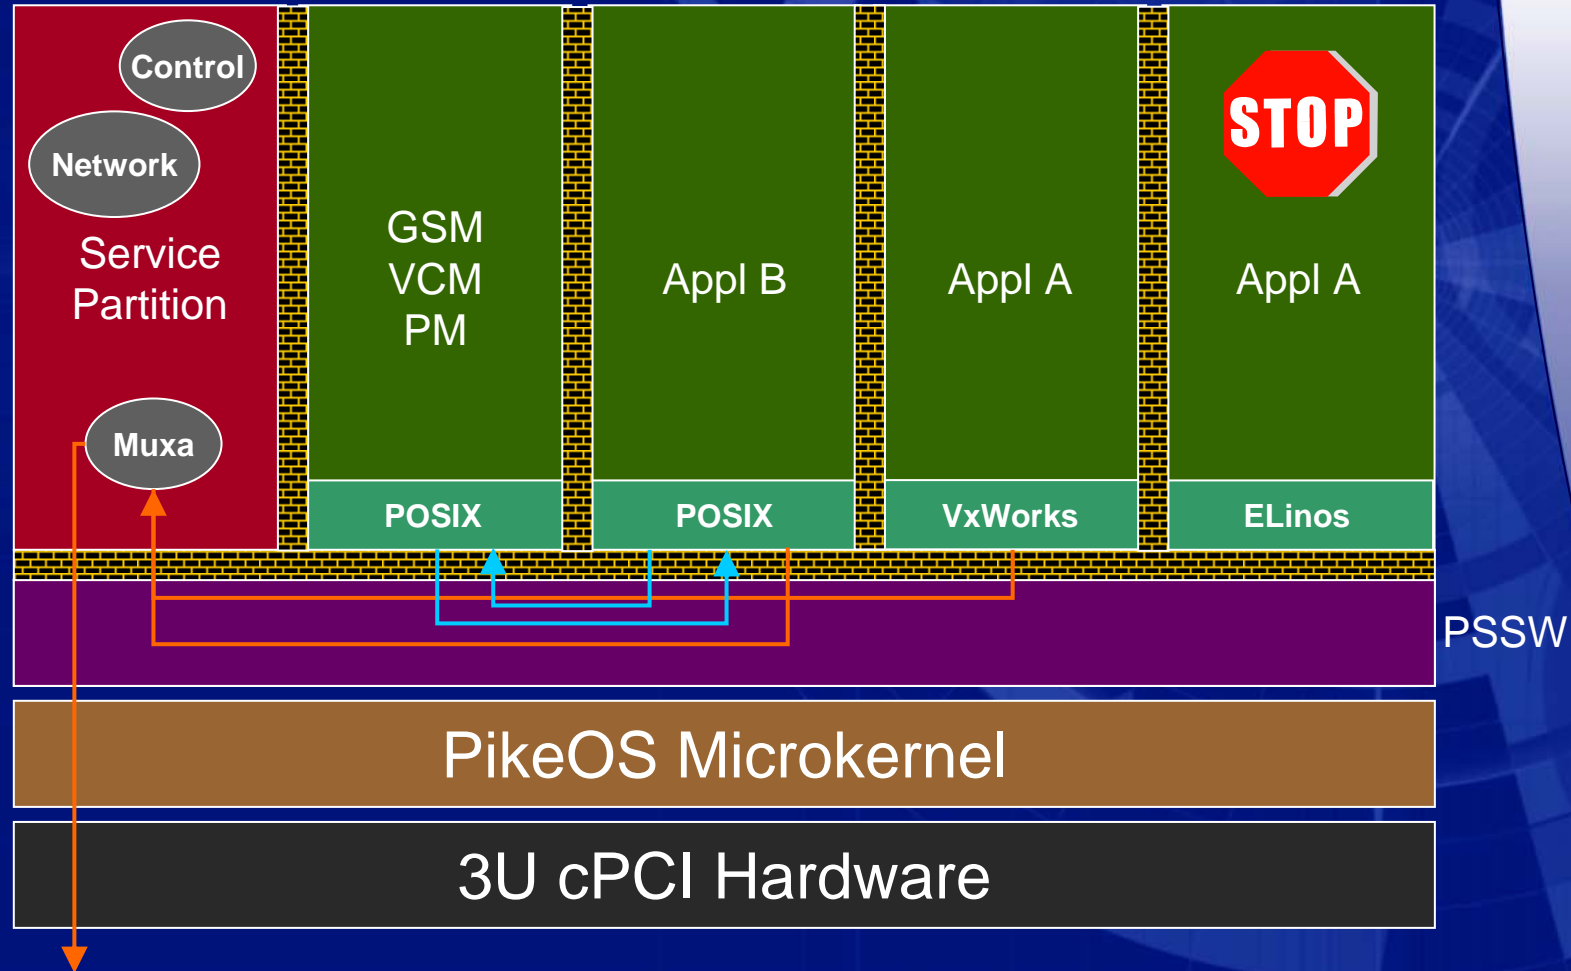 Control
Network
Service
Partition
Muxa
GSM
VCM
PM
POSIX
Appl B
POSIX
Appl A
VxWorks
STOP
Appl A
ELinos
PSSW
PikeOS Microkernel
3U cPCI Hardware